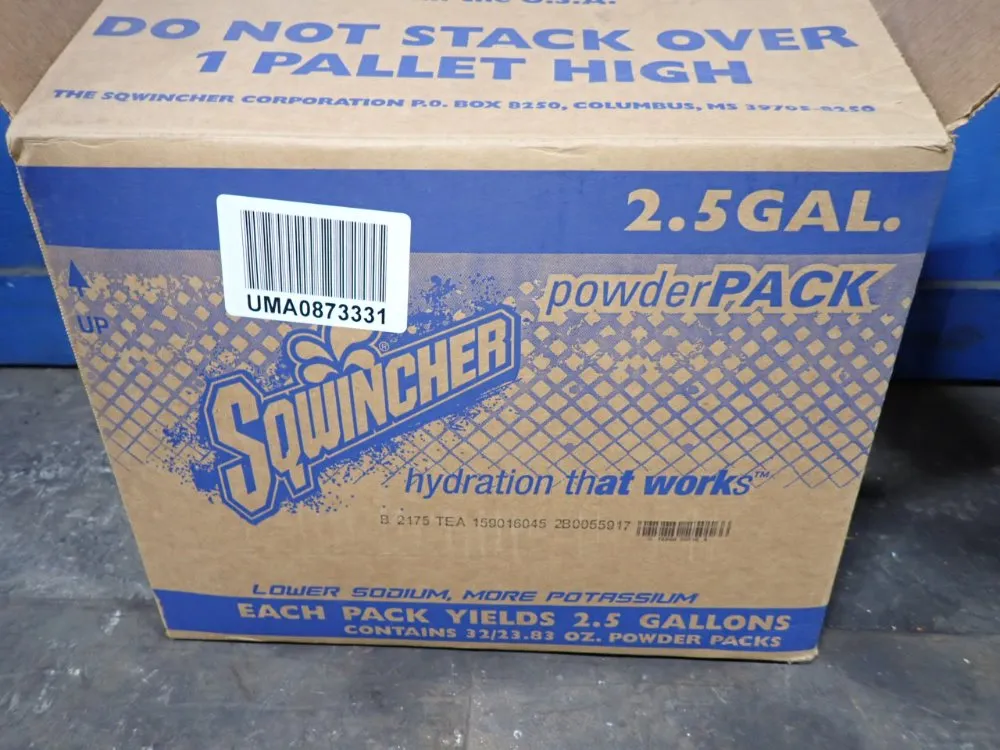 DO NOT STACK OVER
1 PALLET HIGH
THE SQWINCHER CORPORATION P.O. BOX 8250, COLUMBUS, MS 39705-8250
2.5GAL.
UMA0873331
powderPACK
UP
SQWINCHER®
hydration that works™
B 2175 TEA 159016045 2B0055917
LOWER SODIUM, MORE POTASSIUM
EACH PACK YIELDS 2.5 GALLONS
CONTAINS 32/23.83 OZ. POWDER PACKS